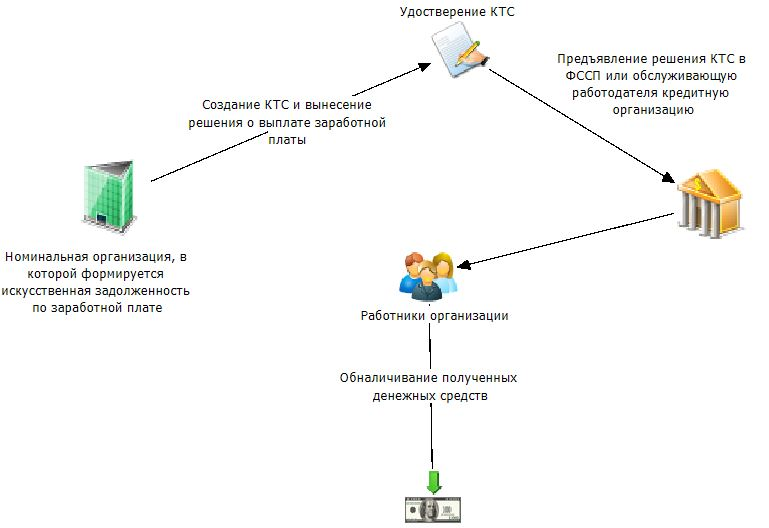 Удостверение КТС
Предъявление решения КТС в
ФССП или обслуживающую
работодателя кредитную
организацию
Создание КТС и вынесение
решения о выплате заработной
платы
Номинальная организация, в
которой формируется
искусственная задолженность
по заработной плате
Работники организации
Обналичивание полученных
денежных средств